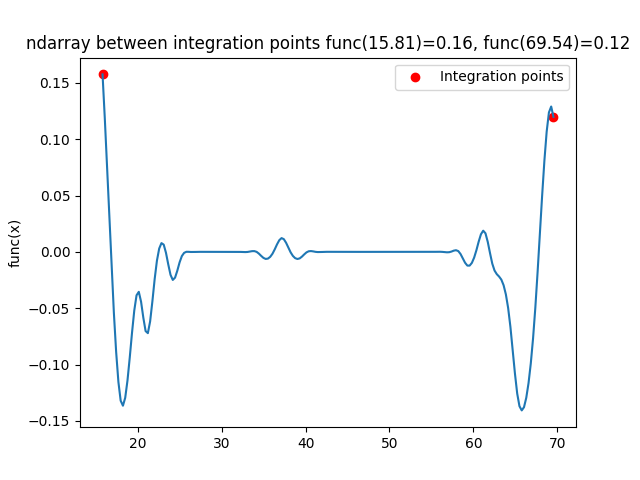 ndarray between integration points func(15.81)=0.16, func(69.54)=0.12
Integration points
0.15
0.10
0.05
0.00
−0.05
−0.10
−0.15
func(x)
20 30 40 50 60 70